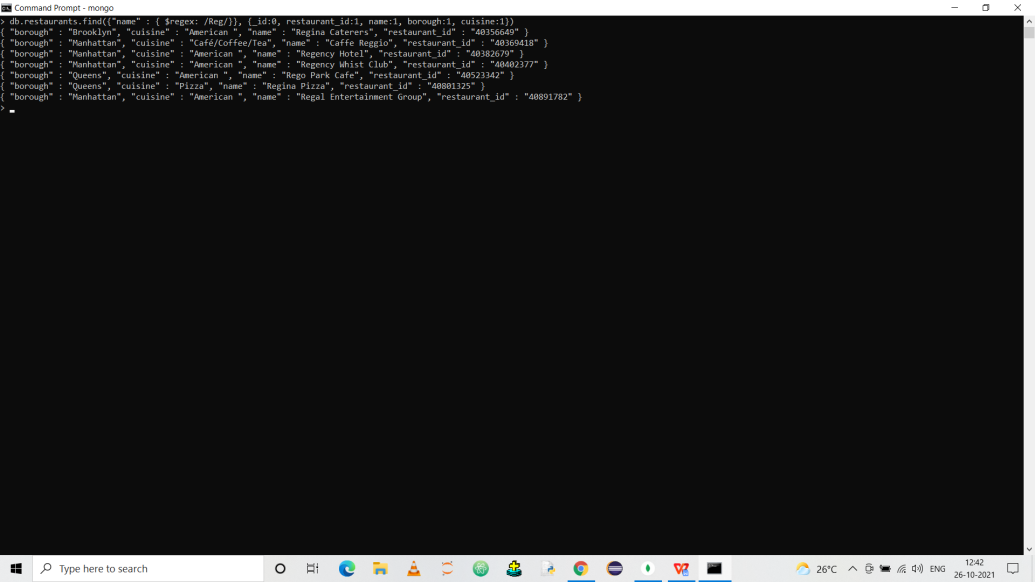 Command Prompt - mongo
> db.restaurants.find({"name" : { $regex: /Reg/}}, {_id:0, restaurant_id:1, name:1, borough:1, cuisine:1})
{ "borough" : "Brooklyn", "cuisine" : "American ", "name" : "Regina Caterers", "restaurant_id" : "40356649" }
{ "borough" : "Manhattan", "cuisine" : "Café/Coffee/Tea", "name" : "Caffe Reggio", "restaurant_id" : "40369418" }
{ "borough" : "Manhattan", "cuisine" : "American ", "name" : "Regency Hotel", "restaurant_id" : "40382679" }
{ "borough" : "Manhattan", "cuisine" : "American ", "name" : "Regency Whist Club", "restaurant_id" : "40402377" }
{ "borough" : "Queens", "cuisine" : "American ", "name" : "Rego Park Cafe", "restaurant_id" : "40523342" }
{ "borough" : "Queens", "cuisine" : "Pizza", "name" : "Regina Pizza", "restaurant_id" : "40801325" }
{ "borough" : "Manhattan", "cuisine" : "American ", "name" : "Regal Entertainment Group", "restaurant_id" : "40891782" }
>
Type here to search
26°C
ENG
12:42
26-10-2021